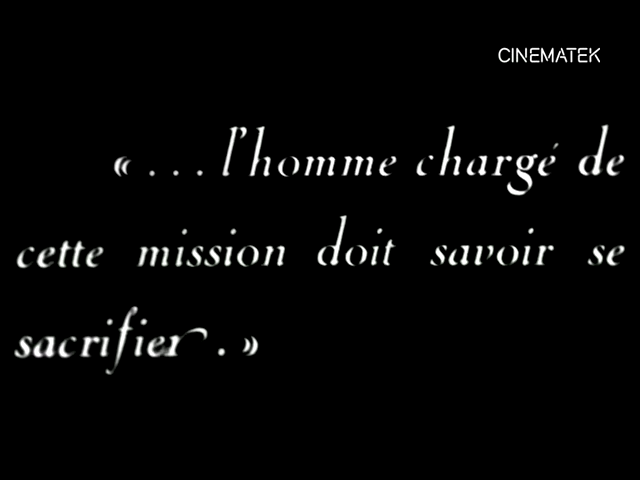 CINEMATEK
« ... l'homme chargé de
cette mission doit savoir se
sacrifier . »